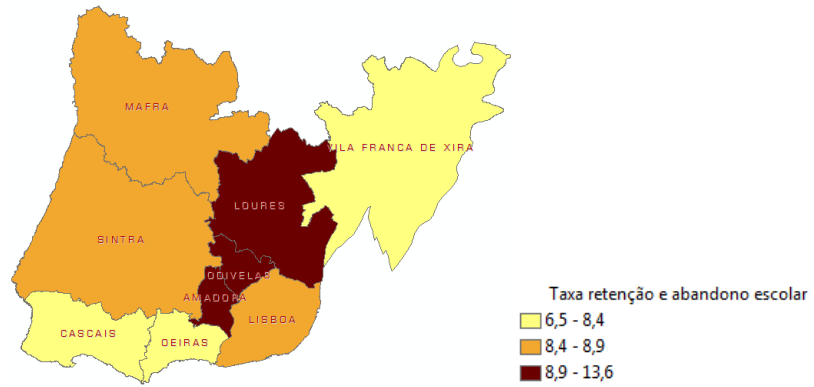 MAFRA
VILA FRANCA DE XIRA
LOURES
SINTRA
ODIVELAS
AMADORA
LISBOA
CASCAIS
OEIRAS
Taxa retenção e abandono escolar
6,5 - 8,4
8,4 - 8,9
8,9 - 13,6